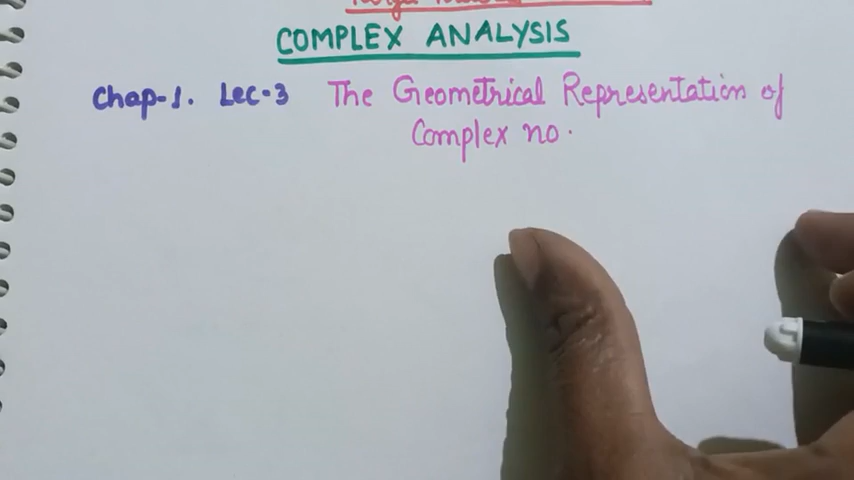 COMPLEX ANALYSIS
Chap-1. Lec-3 The Geometrical Representation of
Complex no.